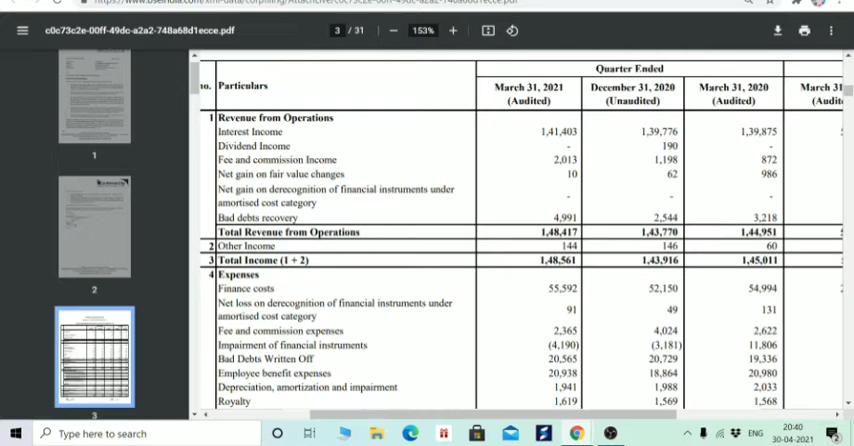 c0c73c2e-00ff-49dc-a2a2-748a68d1ecce.pdf 3 / 31 153%
Quarter Ended
no. Particulars March 31, 2021 December 31, 2020 March 31, 2020 March 31
(Audited) (Unaudited) (Audited) (Audit
1 Revenue from Operations
Interest Income 1,41,403 1,39,776 1,39,875
Dividend Income - 190 -
Fee and commission Income 2,013 1,198 872
Net gain on fair value changes 10 62 986
Net gain on derecognition of financial instruments under
amortised cost category - - -
Bad debts recovery 4,991 2,544 3,218
Total Revenue from Operations 1,48,417 1,43,770 1,44,951
2 Other Income 144 146 60
3 Total Income (1 + 2) 1,48,561 1,43,916 1,45,011
4 Expenses
Finance costs 55,592 52,150 54,994
Net loss on derecognition of financial instruments under
amortised cost category 91 49 131
Fee and commission expenses 2,365 4,024 2,622
Impairment of financial instruments (4,190) (3,181) 11,806
Bad Debts Written Off 20,565 20,729 19,336
Employee benefit expenses 20,938 18,864 20,980
Depreciation, amortization and impairment 1,941 1,988 2,033
Royalty 1,619 1,569 1,568
1
2
3
Type here to search
ENG
20:40
30-04-2021